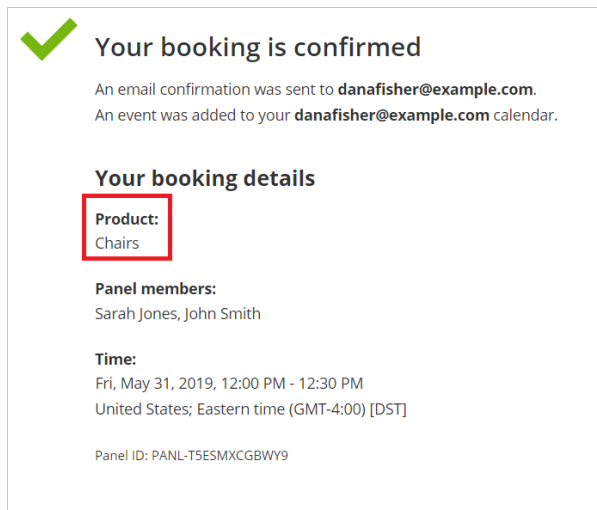 Your booking is confirmed
An email confirmation was sent to danafisher@example.com.
An event was added to your danafisher@example.com calendar.
Your booking details
Product:
Chairs
Panel members:
Sarah Jones, John Smith
Time:
Fri, May 31, 2019, 12:00 PM - 12:30 PM
United States; Eastern time (GMT-4:00) [DST]
Panel ID: PANL-T5ESMXCGBWY9